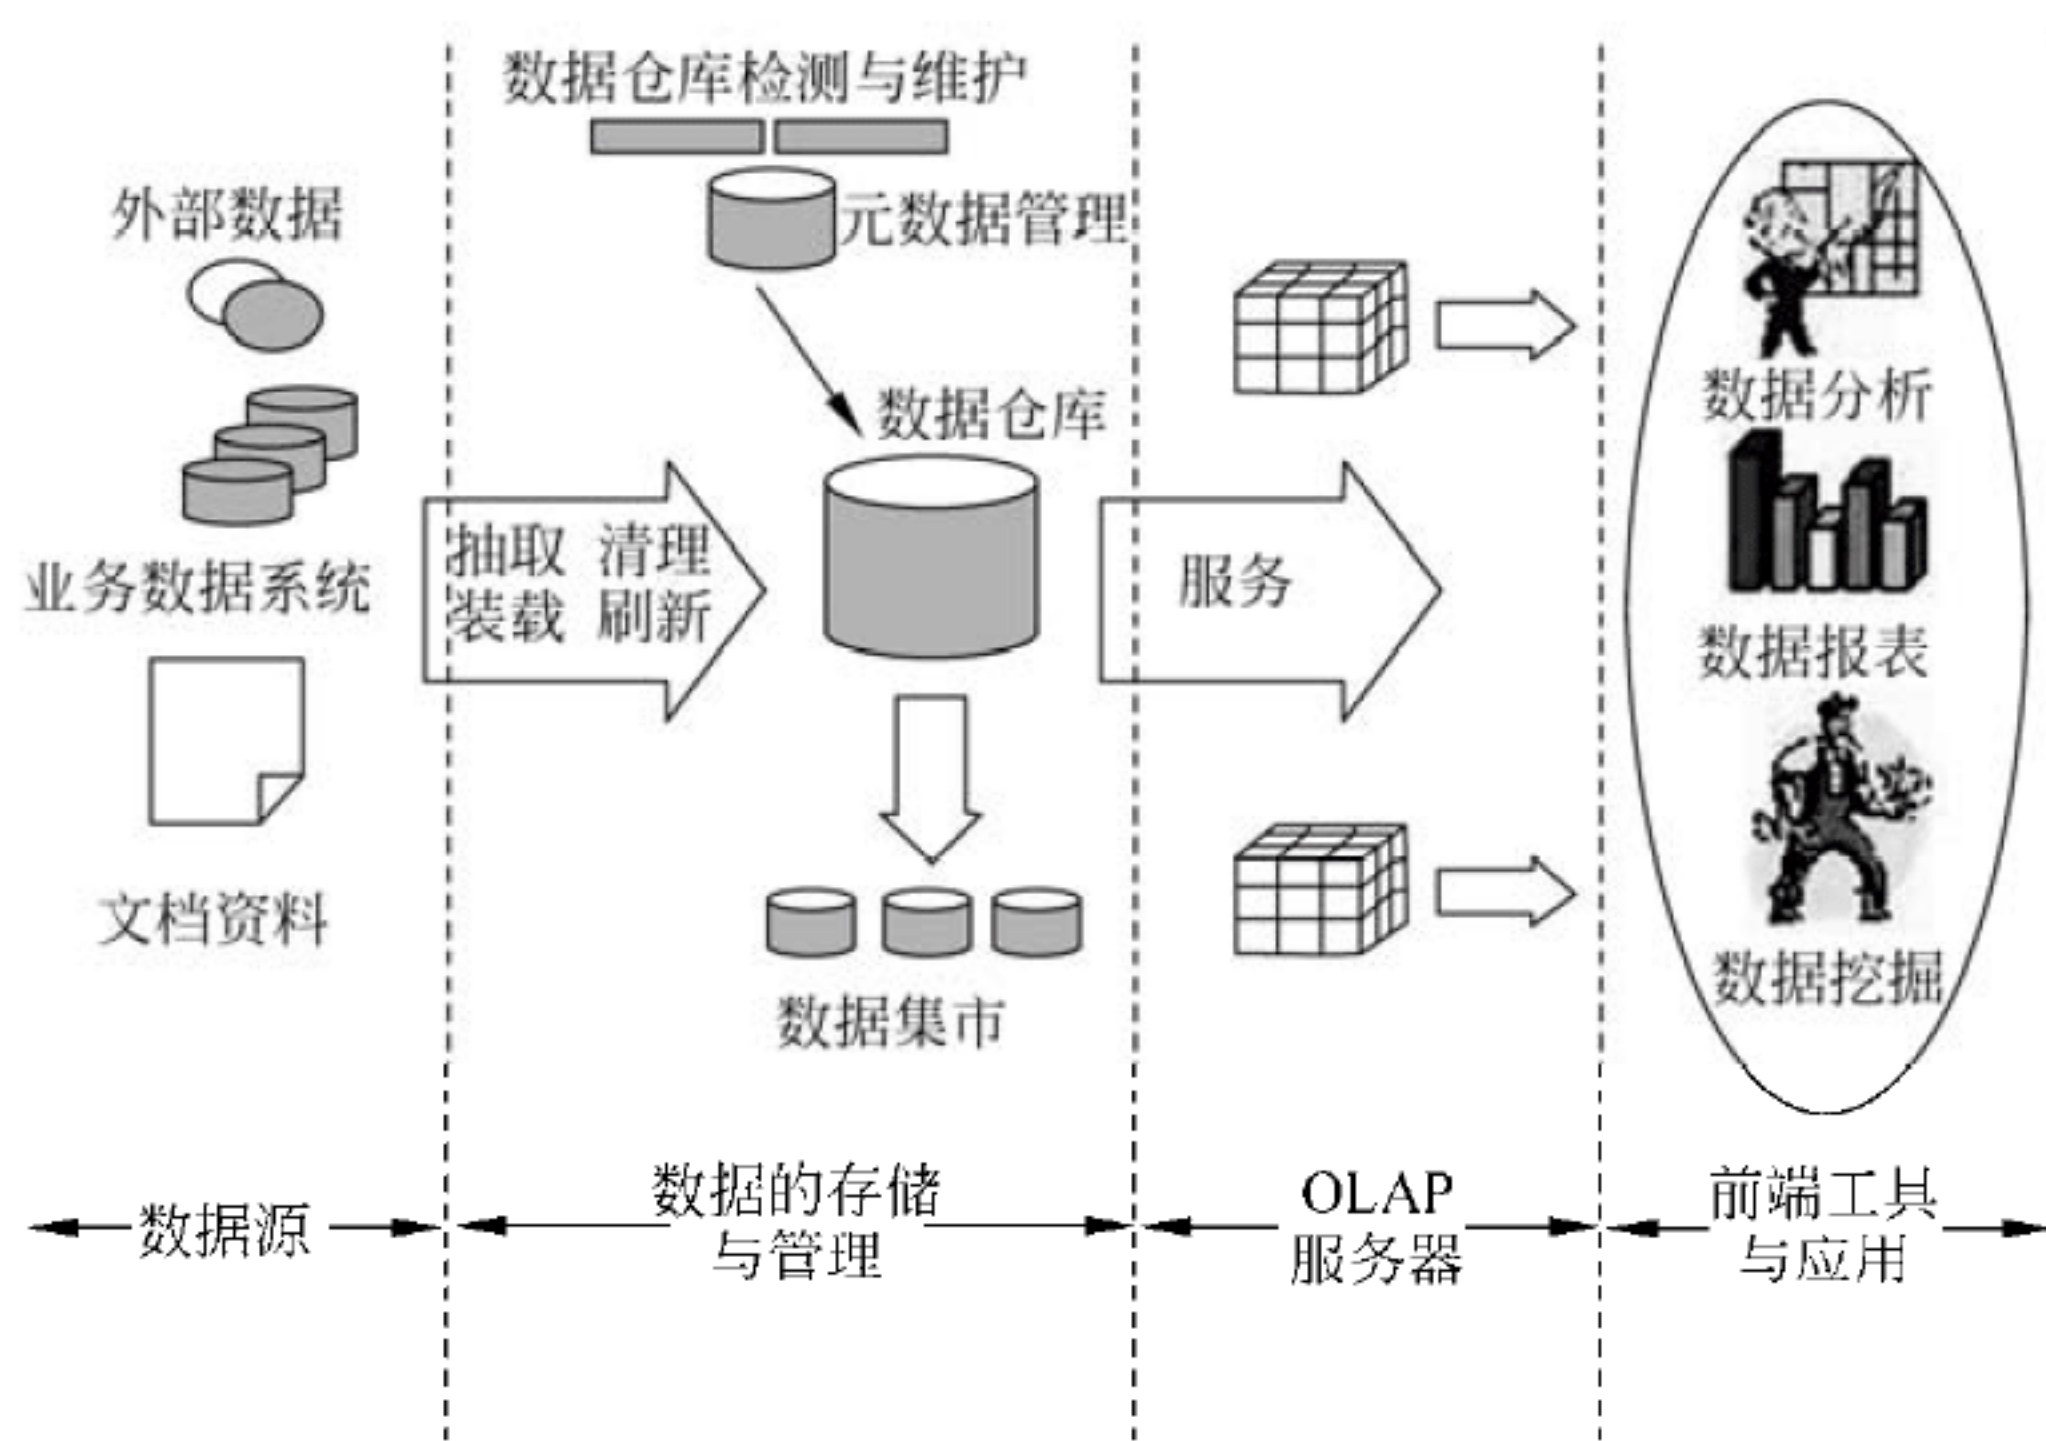 外部数据
业务数据系统
文档资料
数据源
数据仓库检测与维护
元数据管理
数据仓库
抽取 清理
装载 刷新
数据集市
数据的存储
与管理
服务
OLAP
服务器
数据分析
数据报表
数据挖掘
前端工具
与应用